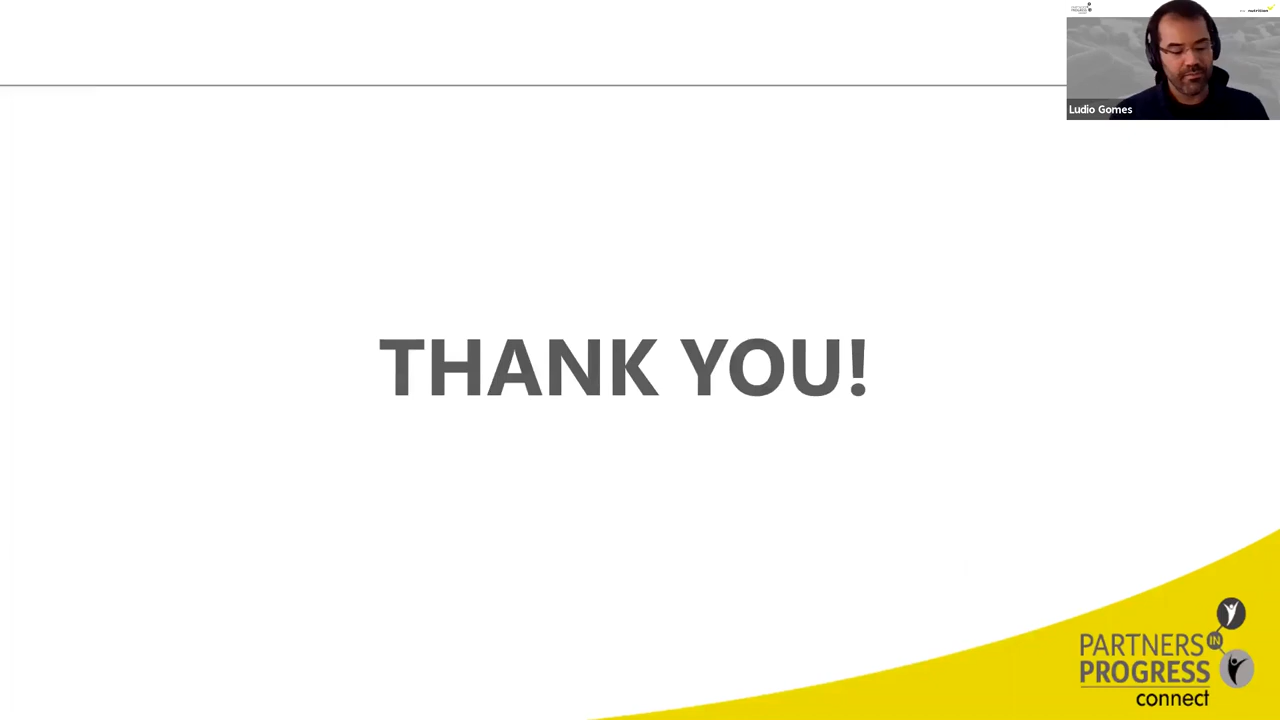 Ludio Gomes
THANK YOU!
PARTNERS IN
PROGRESS
connect